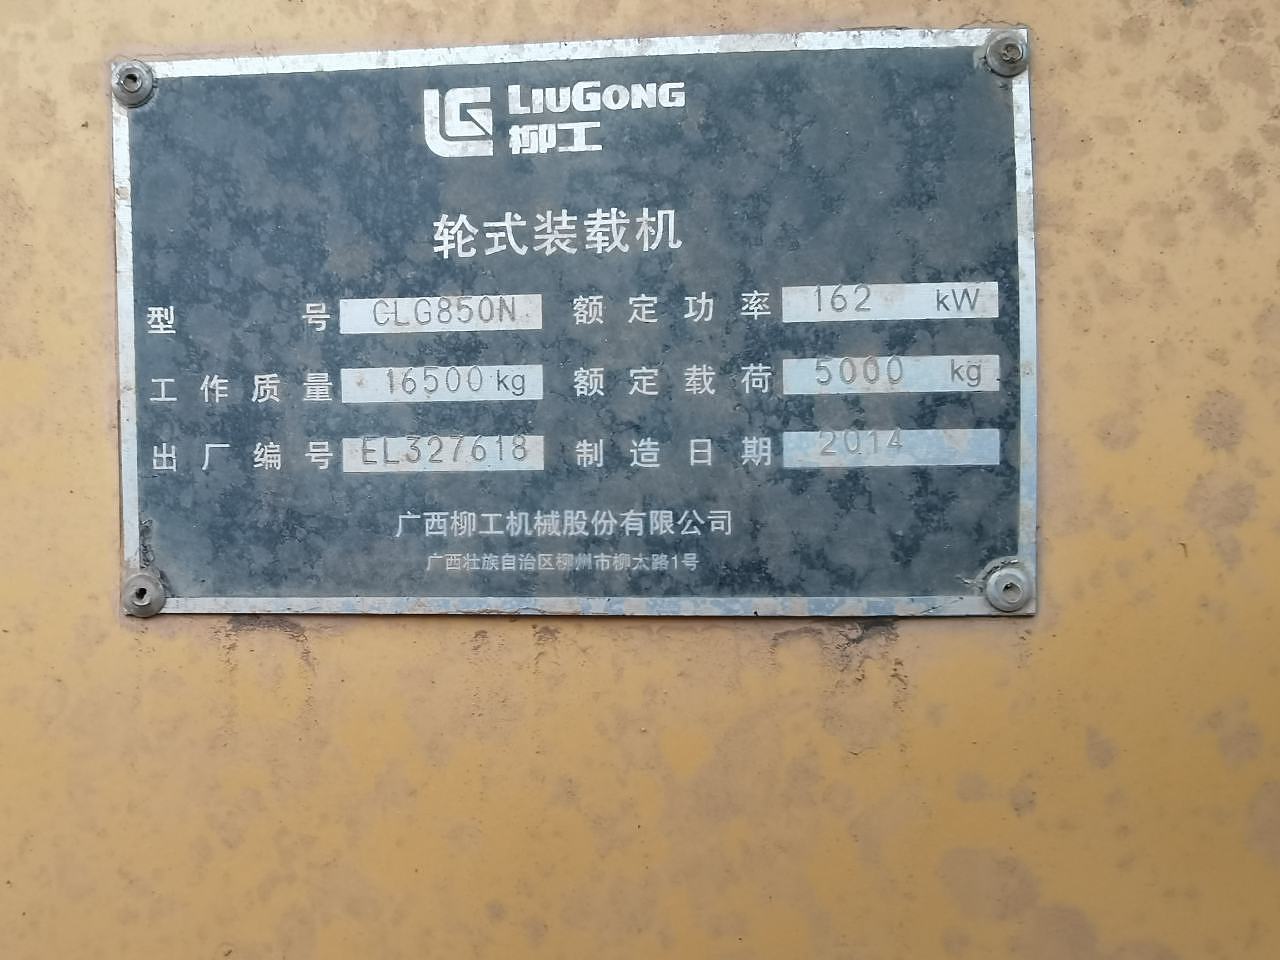 LIUGONG
柳工
轮式装载机
型号 CLG850N 额定功率 162 kW
工作质量 16500 kg 额定载荷 5000 kg
出厂编号 EL327618 制造日期 2014
广西柳工机械股份有限公司
广西壮族自治区柳州市柳太路1号